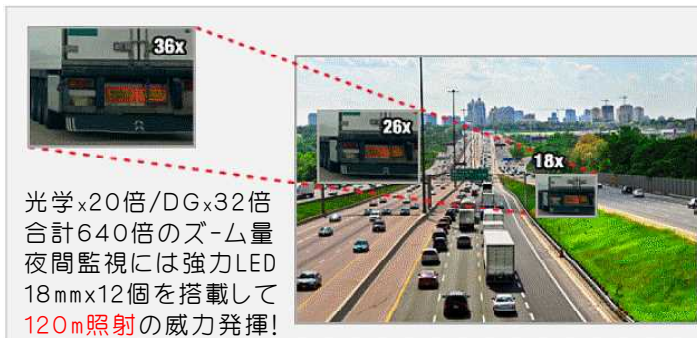 36x
26x
18x
光学x20倍/DGx32倍
合計640倍のズ-ム量
夜間監視には強力LED
18mmx12個を搭載して
120m照射の威力発揮!